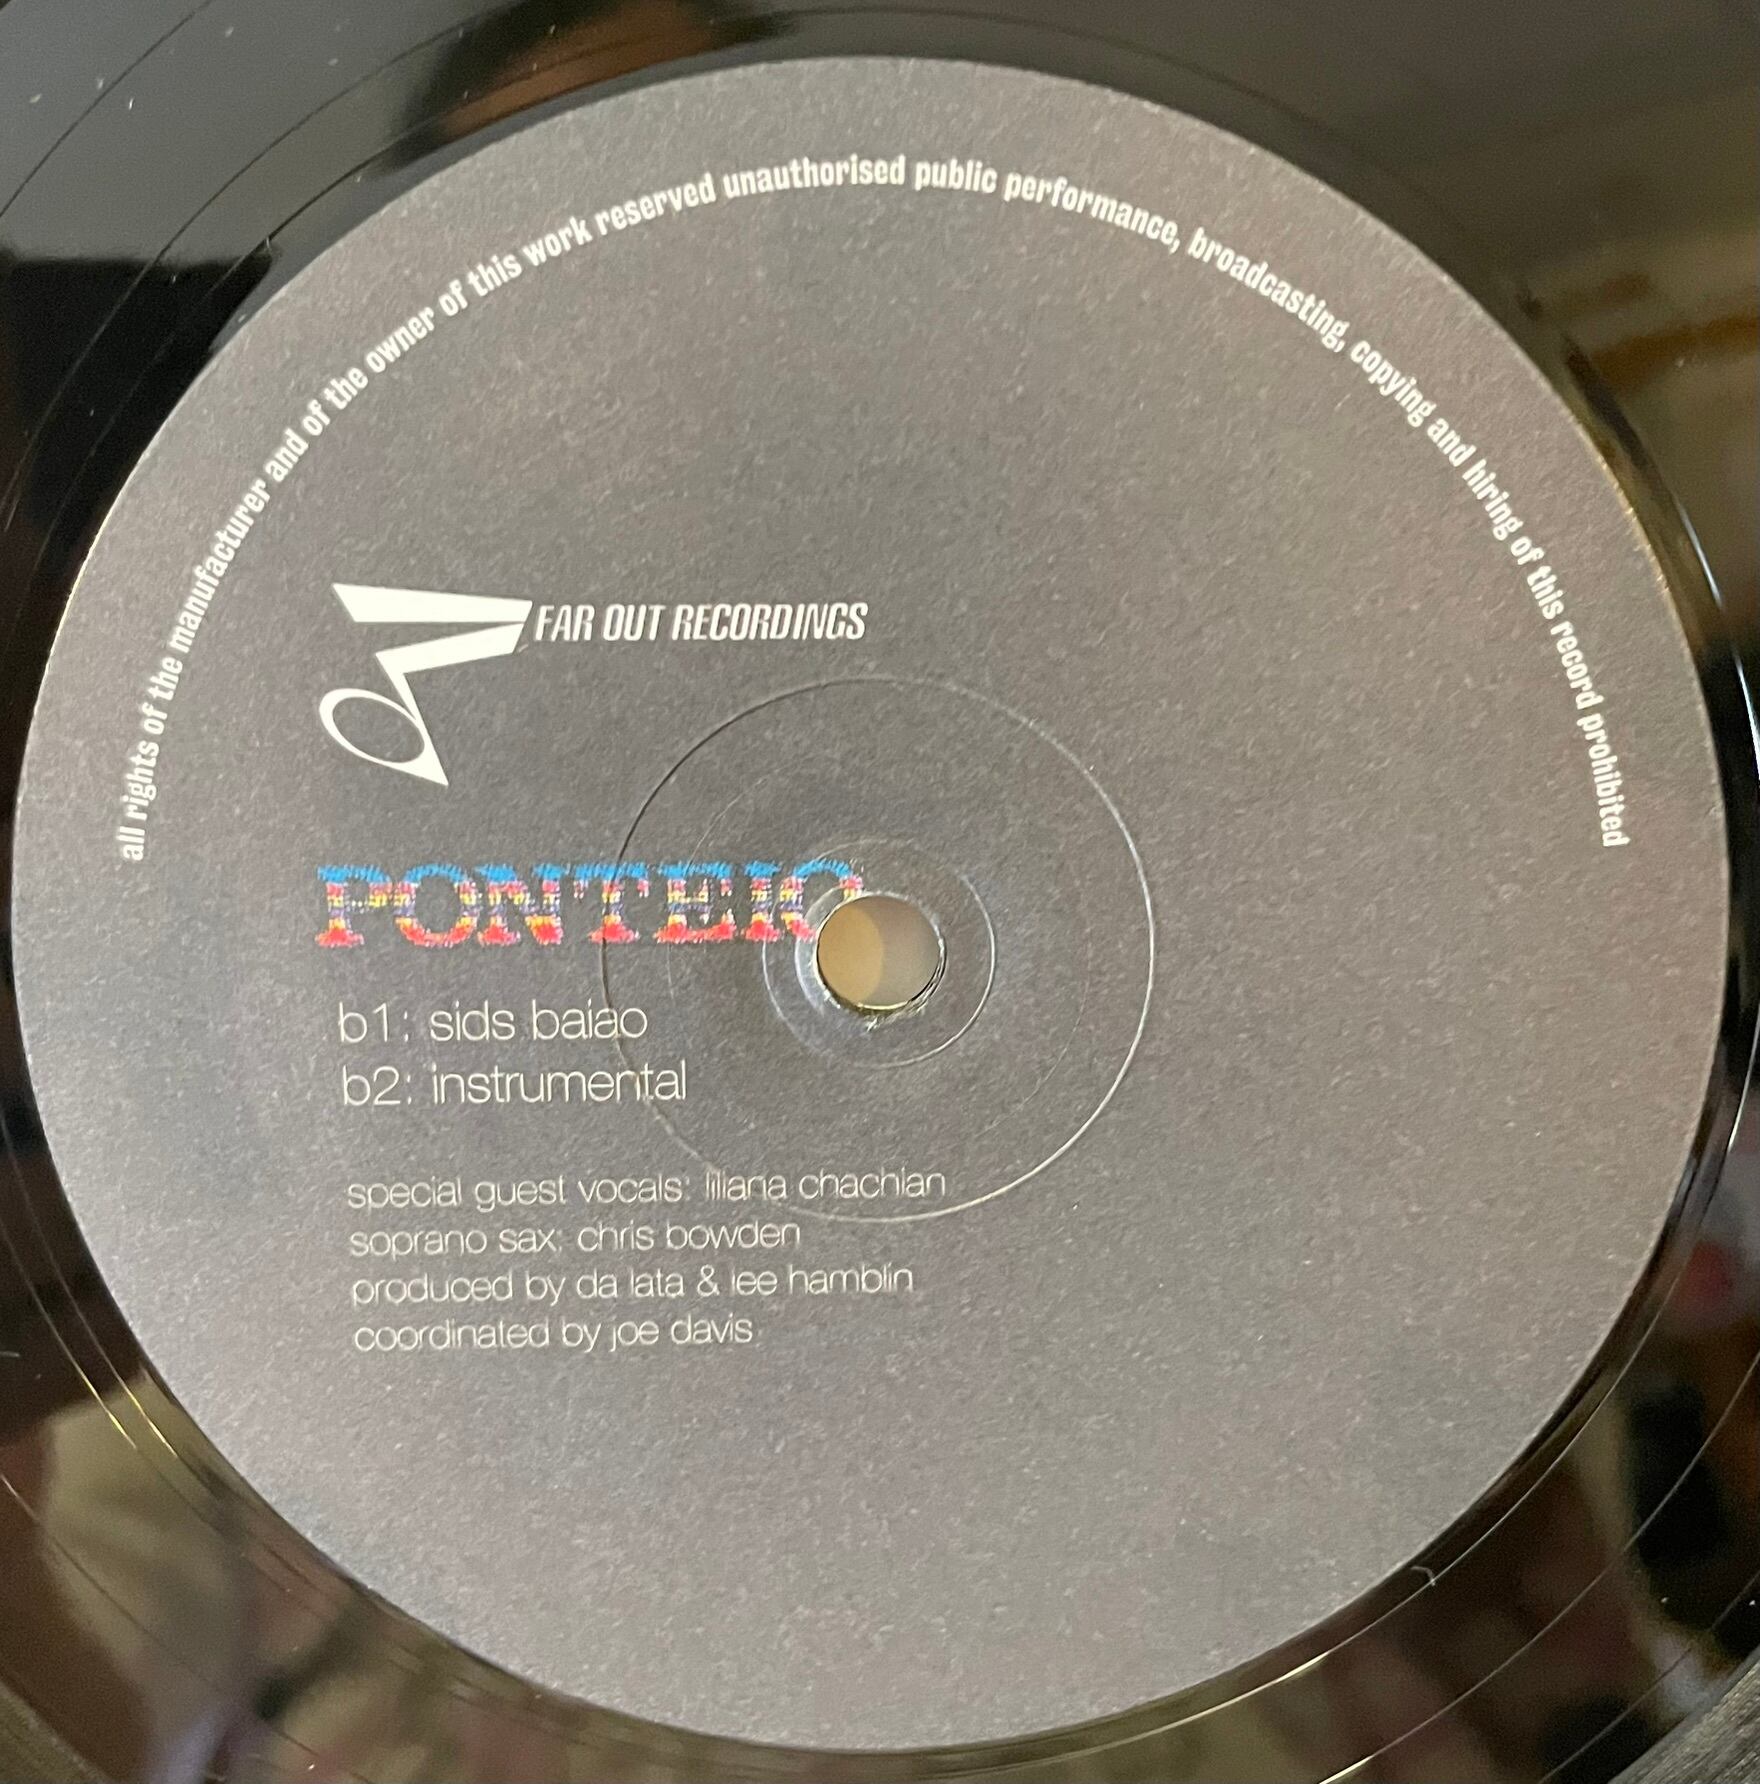 all rights of the manufacturer and of the owner of this work reserved unauthorised public performance, broadcasting, copying and hiring of this record prohibited
FAR OUT RECORDINGS
PONTEIO
b1: sids baiao
b2: instrumental
special guest vocals: liliana chachian
soprano sax: chris bowden
produced by da lata & lee hamblin
coordinated by joe davis